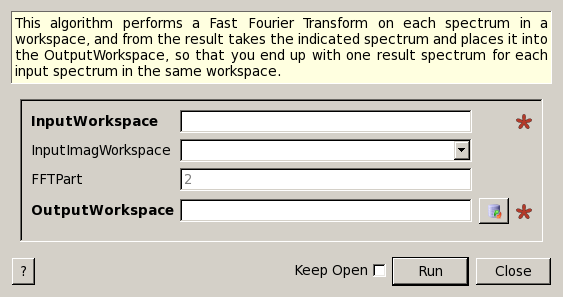 This algorithm performs a Fast Fourier Transform on each spectrum in a
workspace, and from the result takes the indicated spectrum and places it into
the OutputWorkspace, so that you end up with one result spectrum for each
input spectrum in the same workspace.
InputWorkspace
InputImagWorkspace
FFTPart 2
OutputWorkspace
? Keep Open Run Close